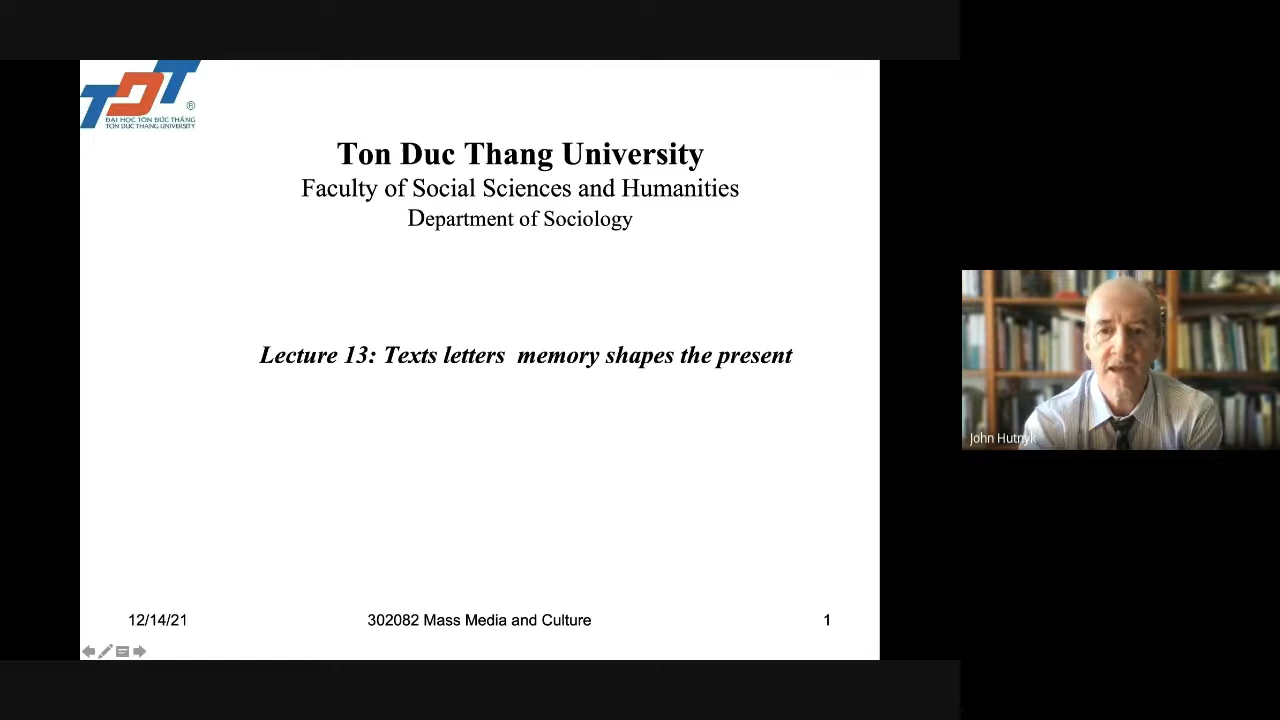 TDT
®
ĐẠI HỌC TÔN ĐỨC THẮNG
TON DUC THANG UNIVERSITY
Ton Duc Thang University
Faculty of Social Sciences and Humanities
Department of Sociology
Lecture 13: Texts letters  memory shapes the present
John Hutnyk
12/14/21
302082 Mass Media and Culture
1